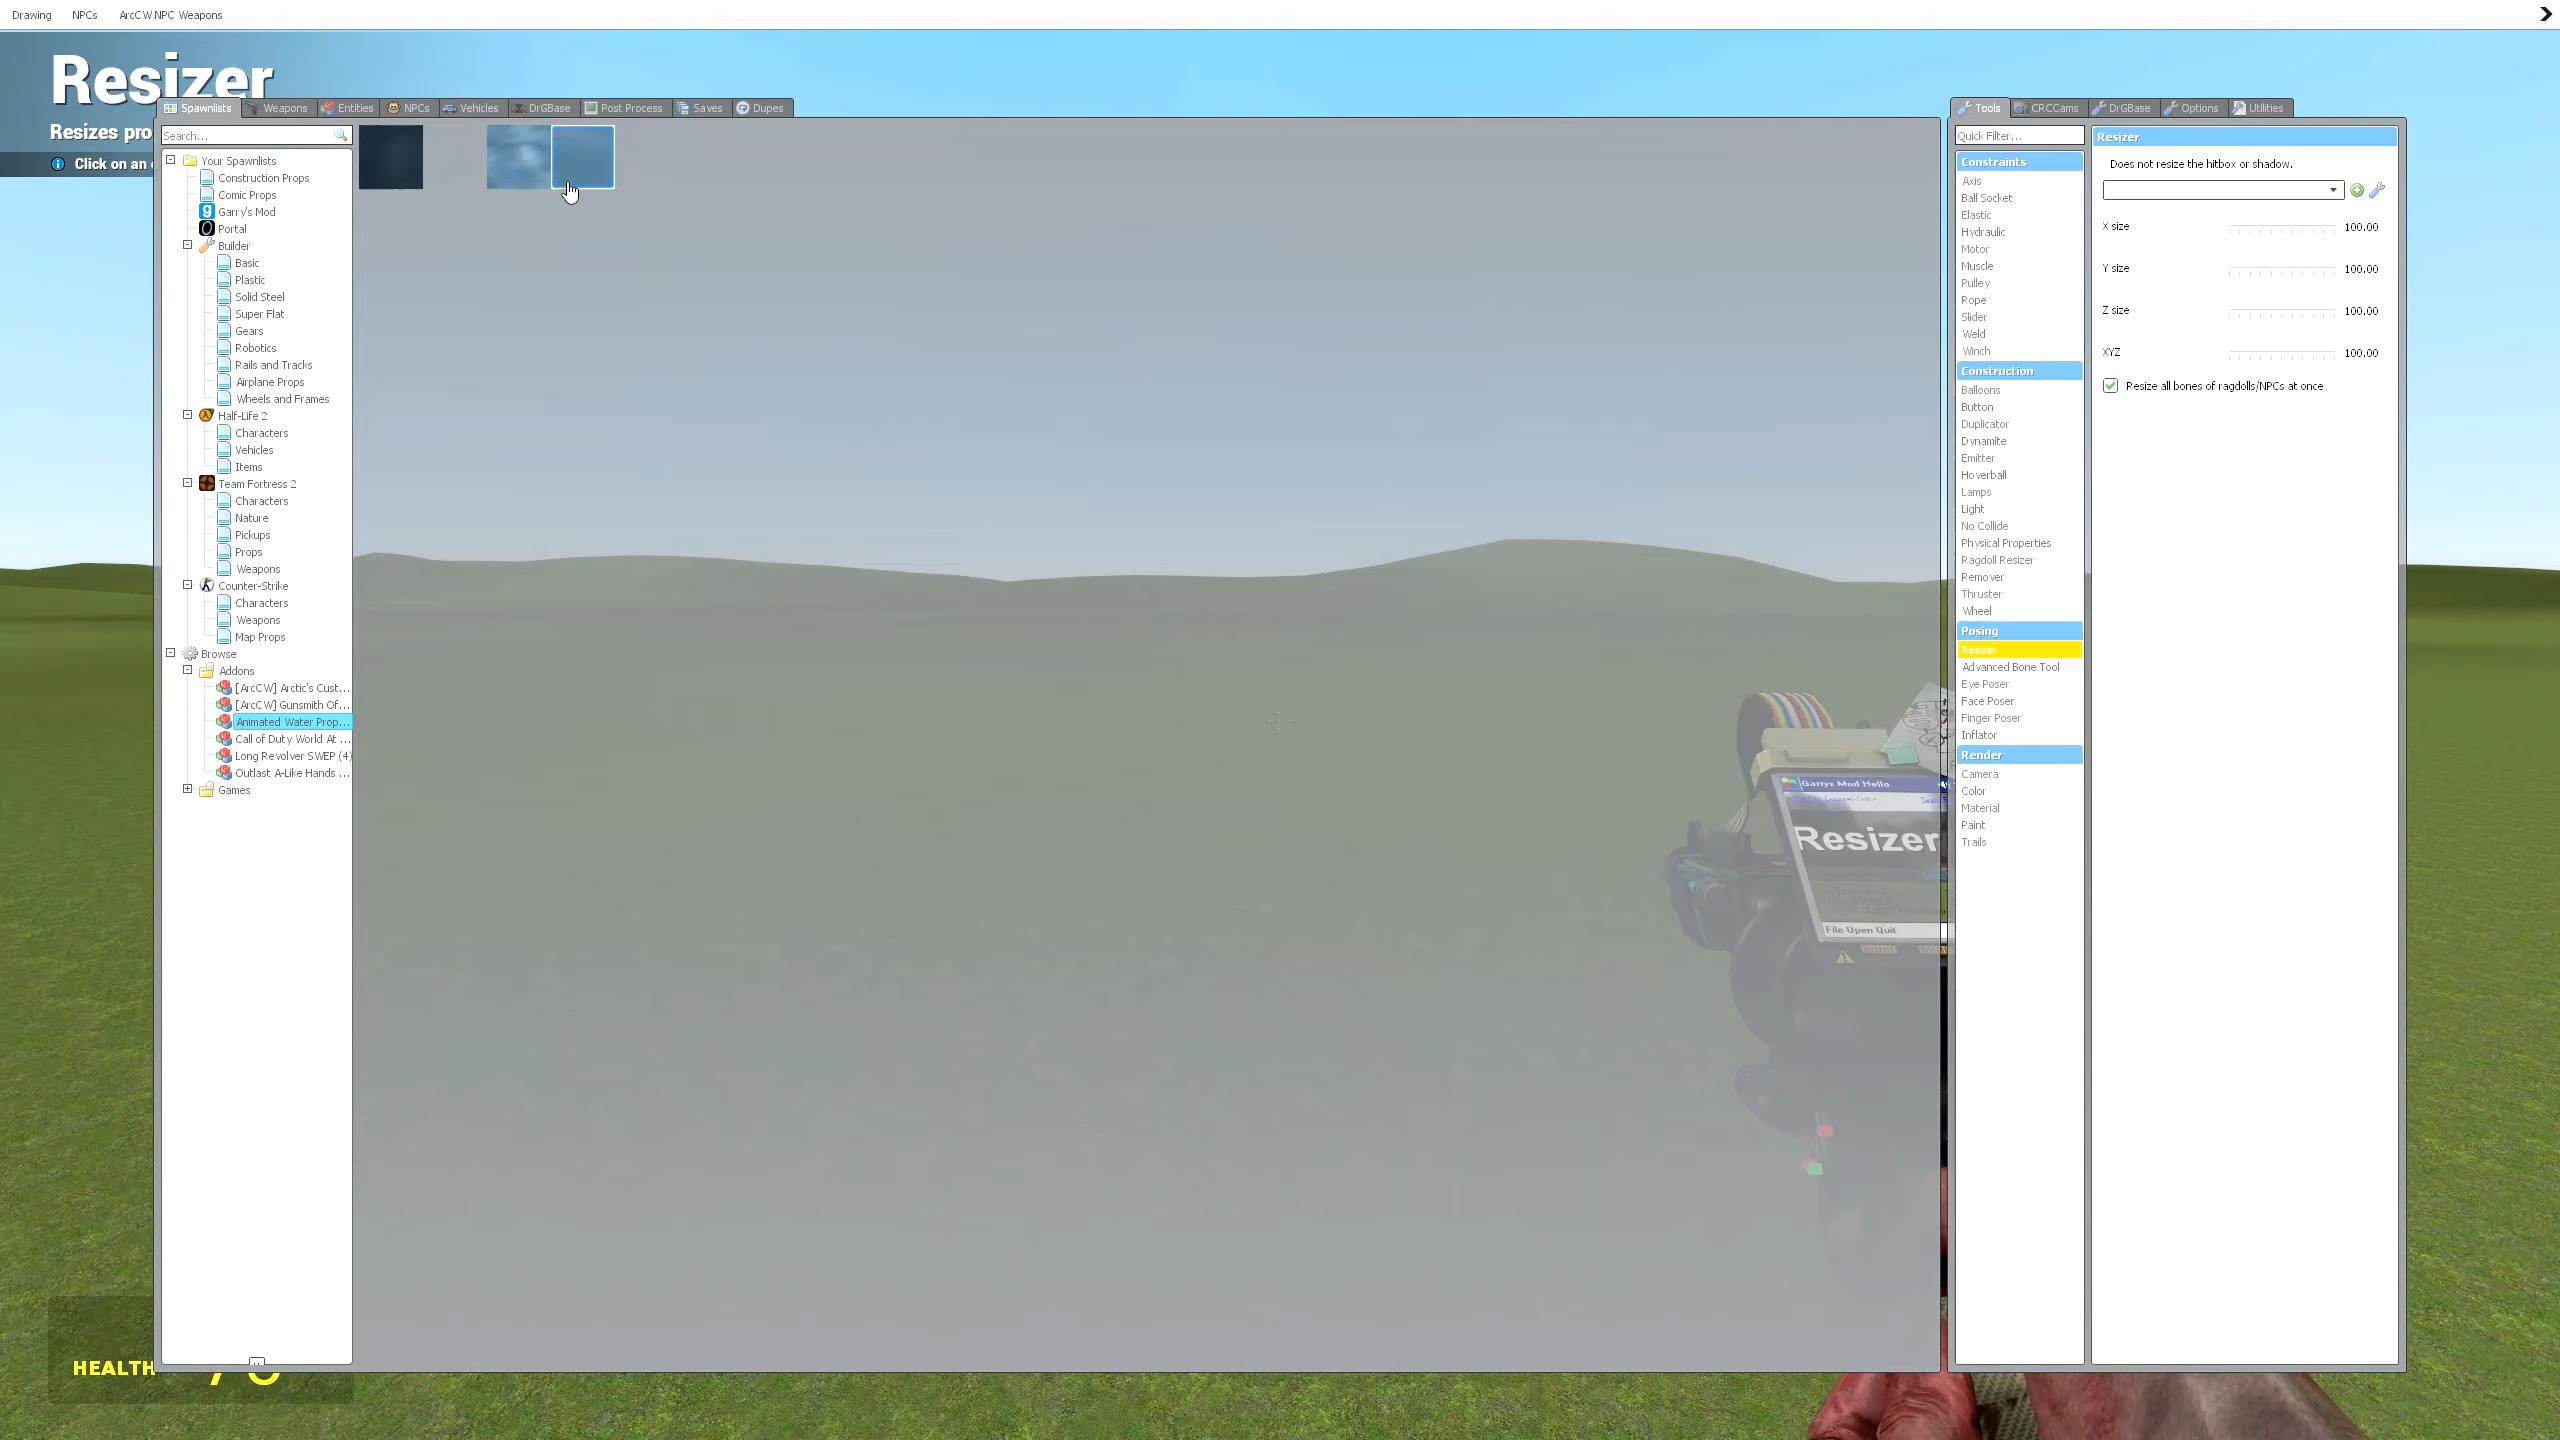 Drawing NPCs ArcCW NPC Weapons
Resizer
Resizes pro
Click on an
Spawnlists Weapons Entities NPCs Vehicles DrGBase Post Process Saves Dupes
Search...
Your Spawnlists
Construction Props
Comic Props
Garry's Mod
Portal
Builder
Basic
Plastic
Solid Steel
Super Flat
Gears
Robotics
Rails and Tracks
Airplane Props
Wheels and Frames
Half-Life 2
Characters
Vehicles
Items
Team Fortress 2
Characters
Nature
Pickups
Props
Weapons
Counter-Strike
Characters
Weapons
Map Props
Browse
Addons
[ArcCW] Arctic's Cust...
[ArcCW] Gunsmith Of...
Animated Water Prop...
Call of Duty World At ...
Long Revolver SWEP (4)
Outlast A-Like Hands ...
Games
HEALTH
Garrys Mod Hello
Resizer
File Open Quit
Tools CRCCams DrGBase Options Utilities
Quick Filter...
Constraints
Axis
Ball Socket
Elastic
Hydraulic
Motor
Muscle
Pulley
Rope
Slider
Weld
Winch
Construction
Balloons
Button
Duplicator
Dynamite
Emitter
Hoverball
Lamps
Light
No Collide
Physical Properties
Ragdoll Resizer
Remover
Thruster
Wheel
Posing
Resizer
Advanced Bone Tool
Eye Poser
Face Poser
Finger Poser
Inflator
Render
Camera
Color
Material
Paint
Trails
Resizer
Does not resize the hitbox or shadow.
X size 100.00
Y size 100.00
Z size 100.00
XYZ 100.00
Resize all bones of ragdolls/NPCs at once